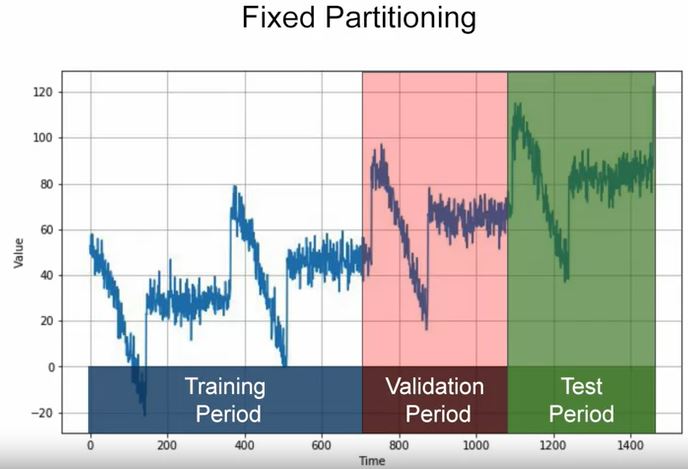 Fixed Partitioning
120
100
80
60
40
20
0
−20
Value
Training
Period
Validation
Period
Test
Period
0
200
400
600
800
1000
1200
1400
Time